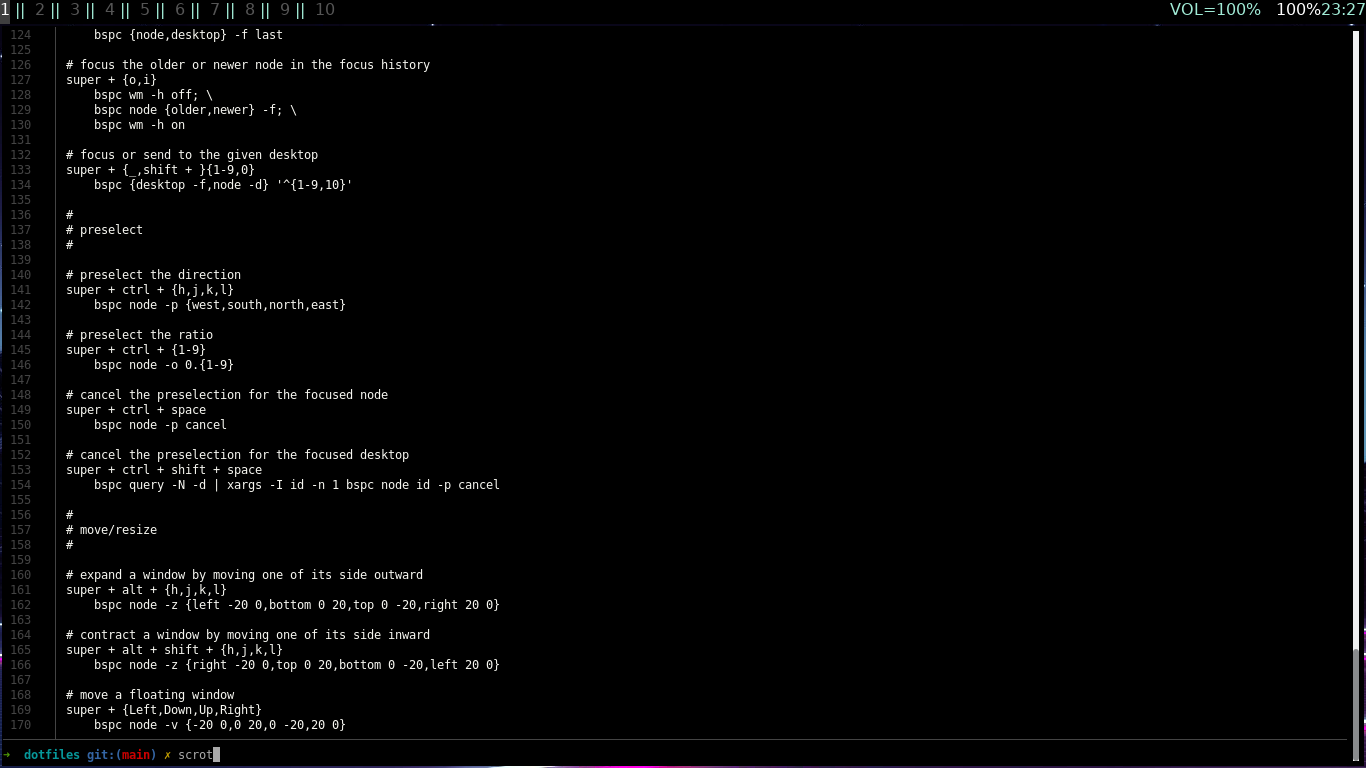 1 || 2 || 3 || 4 || 5 || 6 || 7 || 8 || 9 || 10 VOL=100% 100%23:27
124 bspc {node,desktop} -f last
125
126 # focus the older or newer node in the focus history
127 super + {o,i}
128 bspc wm -h off; \
129 bspc node {older,newer} -f; \
130 bspc wm -h on
131
132 # focus or send to the given desktop
133 super + {_,shift + }{1-9,0}
134 bspc {desktop -f,node -d} '^{1-9,10}'
135
136 #
137 # preselect
138 #
139
140 # preselect the direction
141 super + ctrl + {h,j,k,l}
142 bspc node -p {west,south,north,east}
143
144 # preselect the ratio
145 super + ctrl + {1-9}
146 bspc node -o 0.{1-9}
147
148 # cancel the preselection for the focused node
149 super + ctrl + space
150 bspc node -p cancel
151
152 # cancel the preselection for the focused desktop
153 super + ctrl + shift + space
154 bspc query -N -d | xargs -I id -n 1 bspc node id -p cancel
155
156 #
157 # move/resize
158 #
159
160 # expand a window by moving one of its side outward
161 super + alt + {h,j,k,l}
162 bspc node -z {left -20 0,bottom 0 20,top 0 -20,right 20 0}
163
164 # contract a window by moving one of its side inward
165 super + alt + shift + {h,j,k,l}
166 bspc node -z {right -20 0,top 0 20,bottom 0 -20,left 20 0}
167
168 # move a floating window
169 super + {Left,Down,Up,Right}
170 bspc node -v {-20 0,0 20,0 -20,20 0}
➜ dotfiles git:(main) ✗ scrot